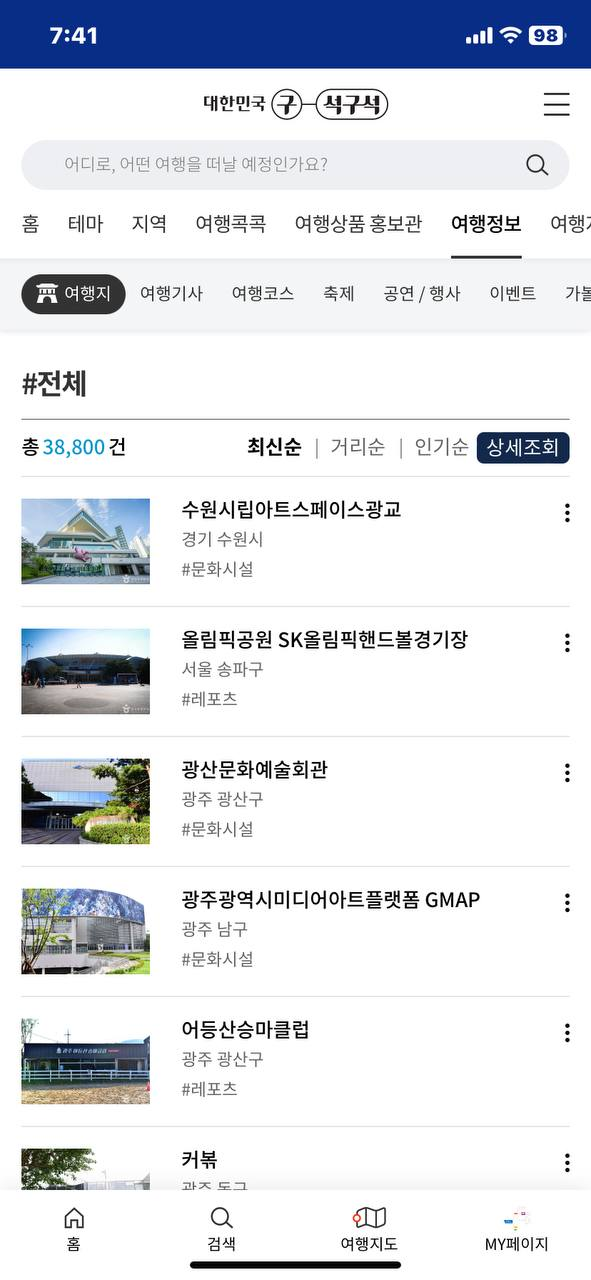 7:41
98
대한민국 구석구석
어디로, 어떤 여행을 떠날 예정인가요?
홈 테마 지역 여행콕콕 여행상품 홍보관 여행정보
여행지 여행기사 여행코스 축제 공연 / 행사 이벤트
#전체
총 38,800 건 최신순 | 거리순 | 인기순 상세조회
수원시립아트스페이스광교
경기 수원시
#문화시설
올림픽공원 SK올림픽핸드볼경기장
서울 송파구
#레포츠
광산문화예술회관
광주 광산구
#문화시설
광주광역시미디어아트플랫폼 GMAP
광주 남구
#문화시설
어등산승마클럽
광주 광산구
#레포츠
커볶
광주 동구
홈 검색 여행지도 MY페이지